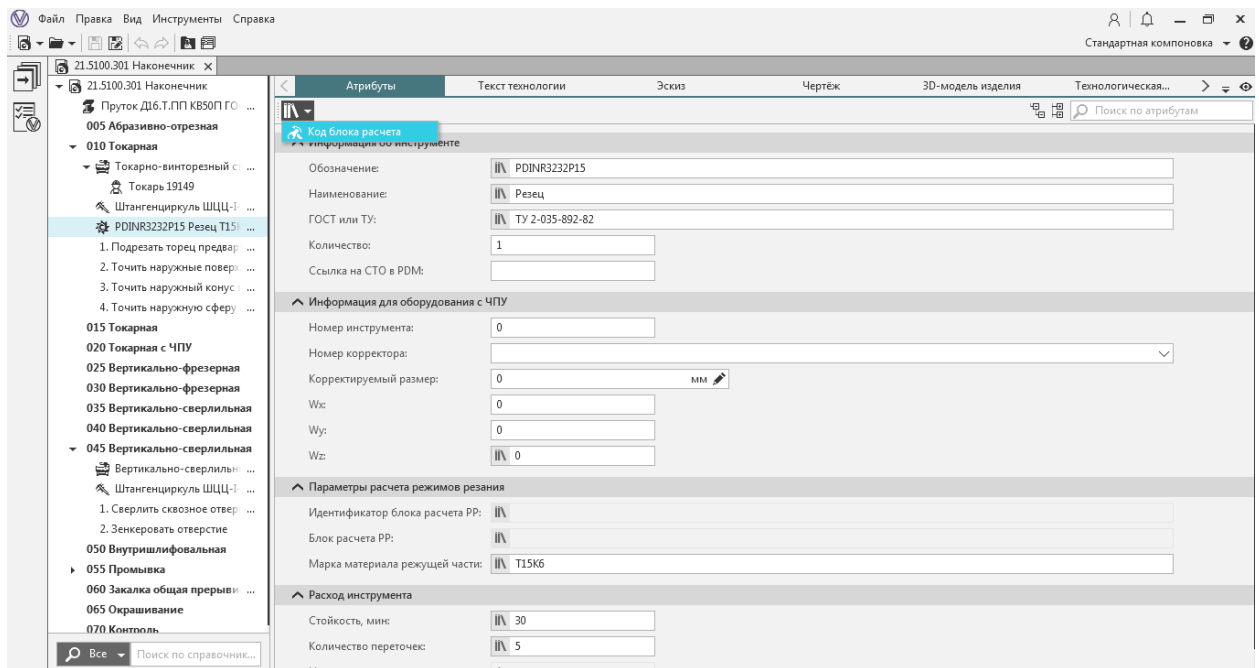 Файл Правка Вид Инструменты Справка
Стандартная компоновка
21.5100.301 Наконечник
21.5100.301 Наконечник
Пруток Д16.Т.ПП КВ50П ГО ...
005 Абразивно-отрезная
010 Токарная
Токарно-винторезный ...
Токарь 19149
Штангенциркуль ШЦЦ-I- ...
PDINR3232P15 Резец Т15 ...
1. Подрезать торец предвар ...
2. Точить наружные поверх ...
3. Точить наружный конус ...
4. Точить наружную сферу ...
015 Токарная
020 Токарная с ЧПУ
025 Вертикально-фрезерная
030 Вертикально-фрезерная
035 Вертикально-сверлильная
040 Вертикально-сверлильная
045 Вертикально-сверлильная
Вертикально-сверлильн ...
Штангенциркуль ШЦЦ-I- ...
1. Сверлить сквозное отвер ...
2. Зенкеровать отверстие
050 Внутришлифовальная
055 Промывка
060 Закалка общая прерыви ...
065 Окрашивание
070 Контроль
Все Поиск по справочник...
Атрибуты Текст технологии Эскиз Чертёж 3D-модель изделия Технологическая...
Поиск по атрибутам
Код блока расчета
Информация об инструменте
Обозначение: PDINR3232P15
Наименование: Резец
ГОСТ или ТУ: ТУ 2-035-892-82
Количество: 1
Ссылка на СТО в PDM:
Информация для оборудования с ЧПУ
Номер инструмента: 0
Номер корректора:
Корректируемый размер: 0 мм
Wx: 0
Wy: 0
Wz: 0
Параметры расчета режимов резания
Идентификатор блока расчета РР:
Блок расчета РР:
Марка материала режущей части: Т15К6
Расход инструмента
Стойкость, мин: 30
Количество переточек: 5